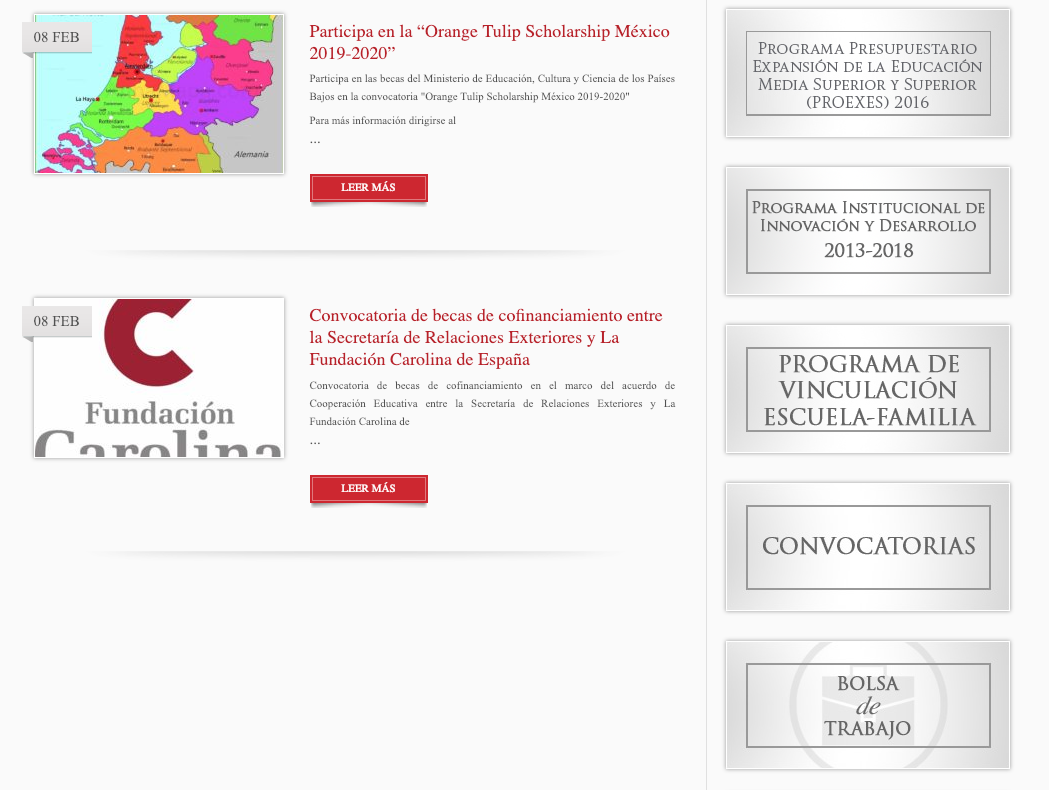 08 FEB
Participa en la “Orange Tulip Scholarship México
2019-2020”
Participa en las becas del Ministerio de Educación, Cultura y Ciencia de los Países
Bajos en la convocatoria "Orange Tulip Scholarship México 2019-2020"
Para más información dirigirse al
...
LEER MÁS
Amsterdam
La Haya
Utrecht
Rotterdam
Alemania
08 FEB
Fundación
Carolina
Convocatoria de becas de cofinanciamiento entre
la Secretaría de Relaciones Exteriores y La
Fundación Carolina de España
Convocatoria de becas de cofinanciamiento en el marco del acuerdo de
Cooperación Educativa entre la Secretaría de Relaciones Exteriores y La
Fundación Carolina de
...
LEER MÁS
PROGRAMA PRESUPUESTARIO
EXPANSIÓN DE LA EDUCACIÓN
MEDIA SUPERIOR Y SUPERIOR
(PROEXES) 2016
PROGRAMA INSTITUCIONAL DE
INNOVACIÓN Y DESARROLLO
2013-2018
PROGRAMA DE
VINCULACIÓN
ESCUELA-FAMILIA
CONVOCATORIAS
BOLSA
de
TRABAJO